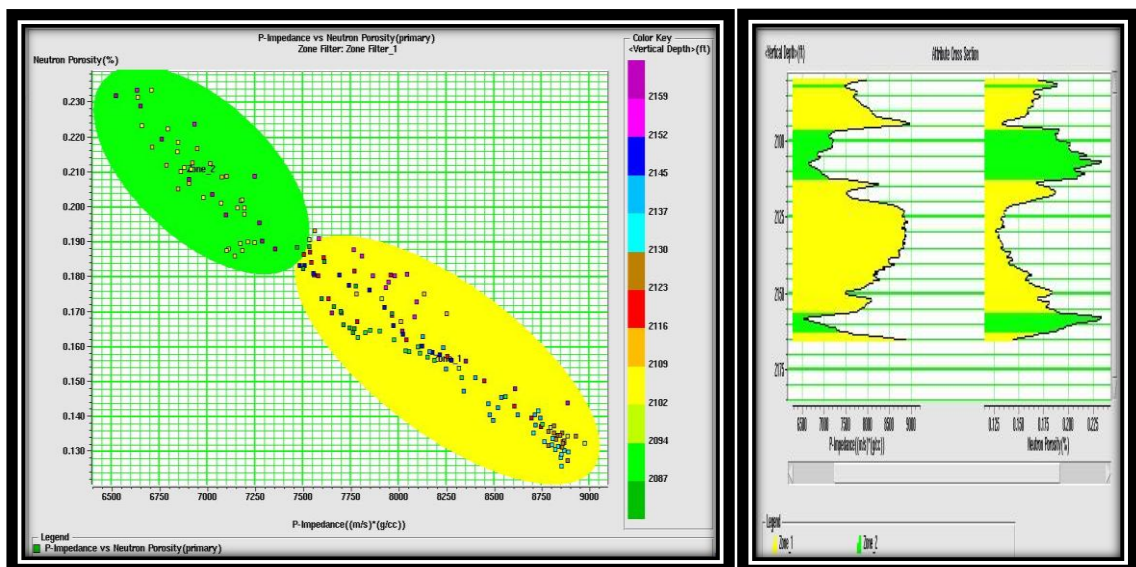 P-Impedance vs Neutron Porosity(primary)
Zone Filter: Zone Filter_1
Neutron Porosity(%)
0.230
0.220
0.210
0.200
0.190
0.180
0.170
0.160
0.150
0.140
0.130
6500 6750 7000 7250 7500 7750 8000 8250 8500 8750 9000
P-Impedance((m/s)*(g/cc)
Legend
P-Impedance vs Neutron Porosity(primary)
Color Key
<Vertical Depth>(ft)
2159
2152
2145
2137
2130
2123
2116
2109
2102
2094
2087
<Vertical Depth>(ft) Attribute Cross Section
2100
2125
2150
2175
6500 7000 7500 8000 8500 9000 0.125 0.150 0.175 0.200 0.225
P-Impedance((m/s)*(g/cc) Neutron Porosity(%)
Legend
Zone_1 Zone_2